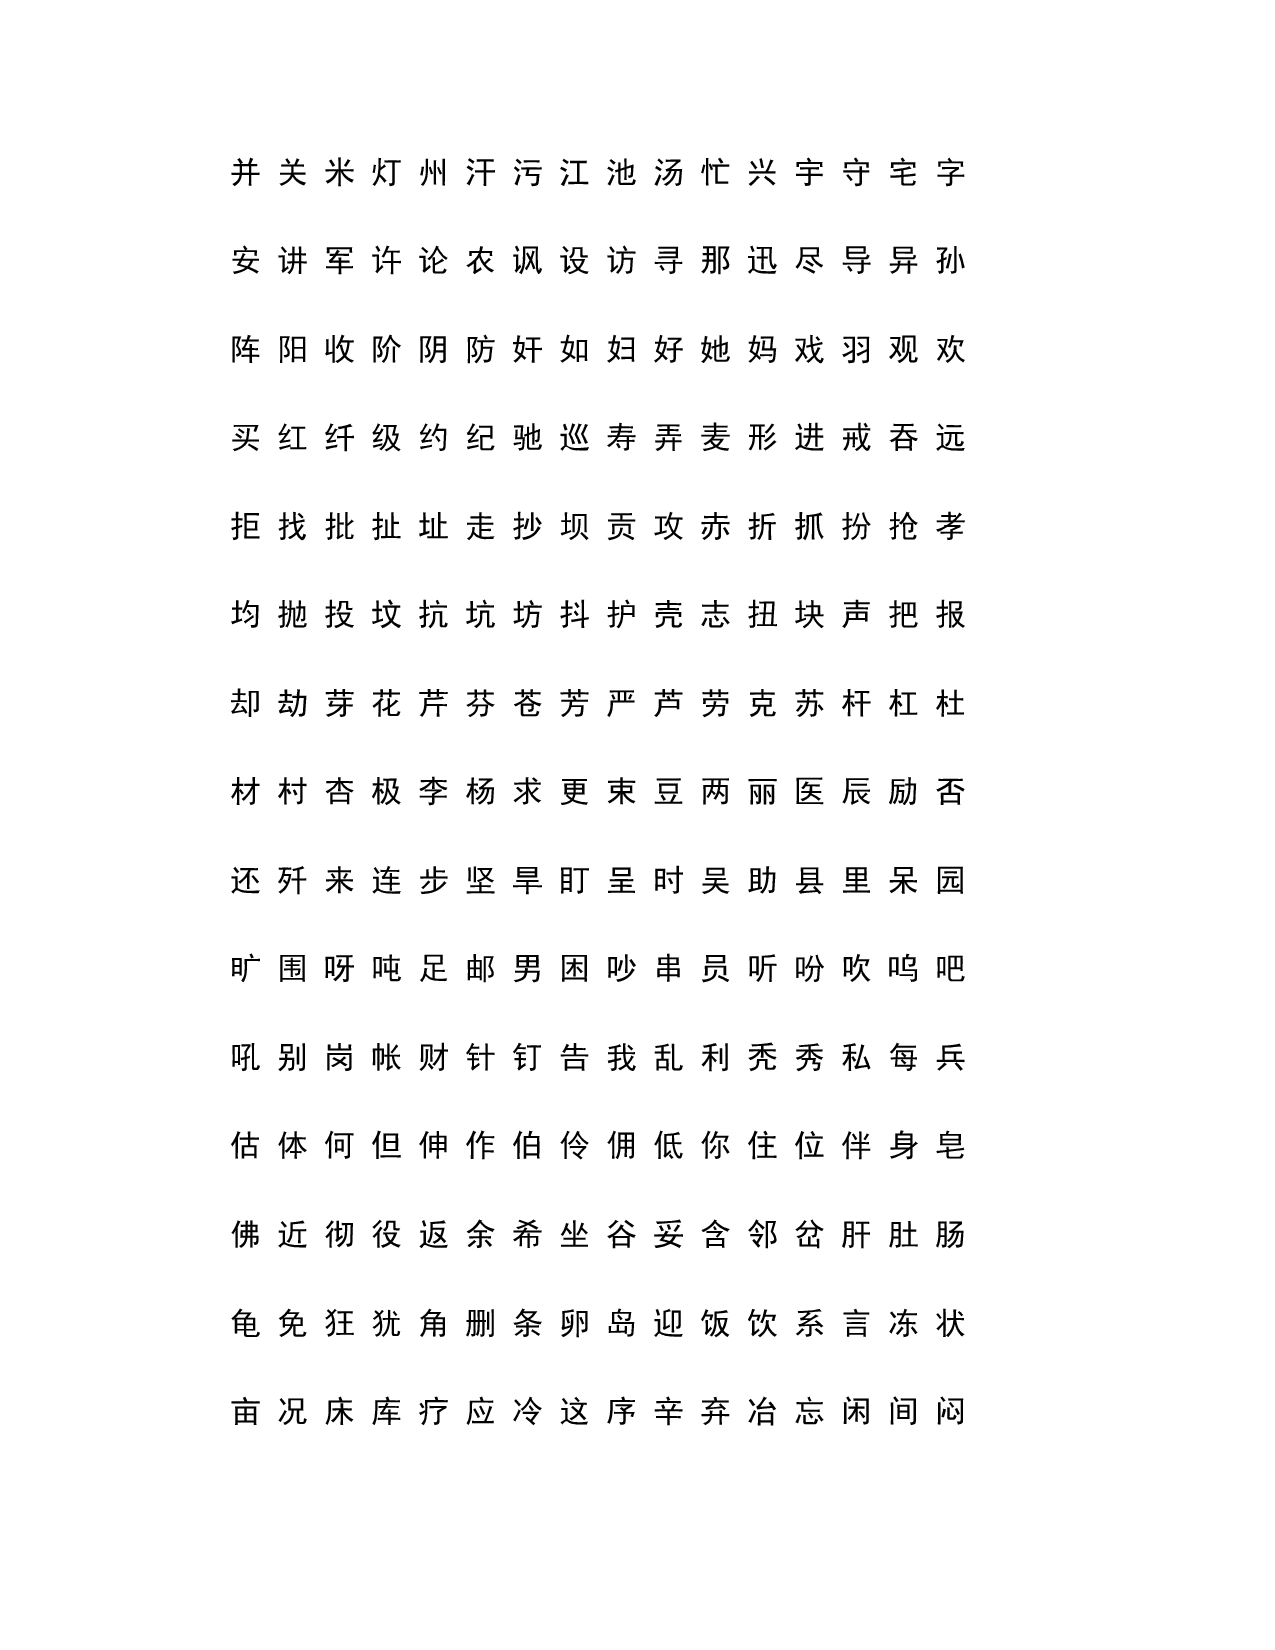 并 关 米 灯 州 汗 污 江 池 汤 忙 兴 宇 守 宅 字
安 讲 军 许 论 农 讽 设 访 寻 那 迅 尽 导 异 孙
阵 阳 收 阶 阴 防 奸 如 妇 好 她 妈 戏 羽 观 欢
买 红 纤 级 约 纪 驰 巡 寿 弄 麦 形 进 戒 吞 远
拒 找 批 扯 址 走 抄 坝 贡 攻 赤 折 抓 扮 抢 孝
均 抛 投 坟 抗 坑 坊 抖 护 壳 志 扭 块 声 把 报
却 劫 芽 花 芹 芬 苍 芳 严 芦 劳 克 苏 杆 杠 杜
材 村 杏 极 李 杨 求 更 束 豆 两 丽 医 辰 励 否
还 歼 来 连 步 坚 旱 盯 呈 时 吴 助 县 里 呆 园
旷 围 呀 吨 足 邮 男 困 吵 串 员 听 吩 吹 呜 吧
吼 别 岗 帐 财 针 钉 告 我 乱 利 秃 秀 私 每 兵
估 体 何 但 伸 作 伯 伶 佣 低 你 住 位 伴 身 皂
佛 近 彻 役 返 余 希 坐 谷 妥 含 邻 岔 肝 肚 肠
龟 免 狂 犹 角 删 条 卵 岛 迎 饭 饮 系 言 冻 状
亩 况 床 库 疗 应 冷 这 序 辛 弃 冶 忘 闲 间 闷